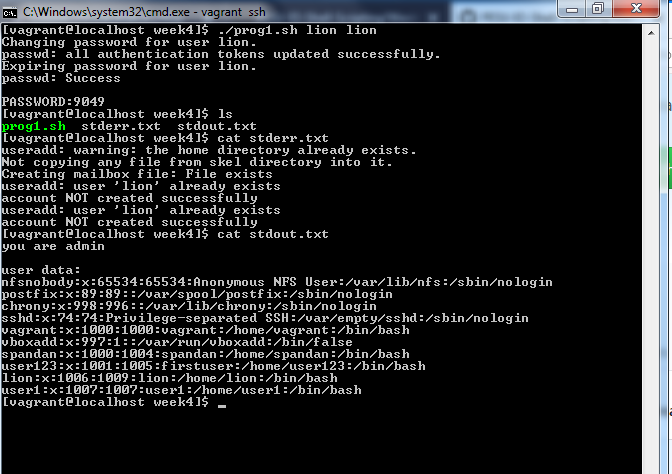 C:\Windows\system32\cmd.exe - vagrant ssh
[vagrant@localhost week4]$ ./prog1.sh lion lion
Changing password for user lion.
passwd: all authentication tokens updated successfully.
Expiring password for user lion.
passwd: Success
PASSWORD:9049
[vagrant@localhost week4]$ ls
prog1.sh  stderr.txt  stdout.txt
[vagrant@localhost week4]$ cat stderr.txt
useradd: warning: the home directory already exists.
Not copying any file from skel directory into it.
Creating mailbox file: File exists
useradd: user 'lion' already exists
account NOT created successfully
useradd: user 'lion' already exists
account NOT created successfully
[vagrant@localhost week4]$ cat stdout.txt
you are admin
user data:
nfsnobody:x:65534:65534:Anonymous NFS User:/var/lib/nfs:/sbin/nologin
postfix:x:89:89::/var/spool/postfix:/sbin/nologin
chrony:x:998:996::/var/lib/chrony:/sbin/nologin
sshd:x:74:74:Privilege-separated SSH:/var/empty/sshd:/sbin/nologin
vagrant:x:1000:1000:vagrant:/home/vagrant:/bin/bash
vboxadd:x:997:1::/var/run/vboxadd:/bin/false
spandan:x:1000:1004:spandan:/home/spandan:/bin/bash
user123:x:1001:1005:firstuser:/home/user123:/bin/bash
lion:x:1006:1009:lion:/home/lion:/bin/bash
user1:x:1007:1007:user1:/home/user1:/bin/bash
[vagrant@localhost week4]$ _